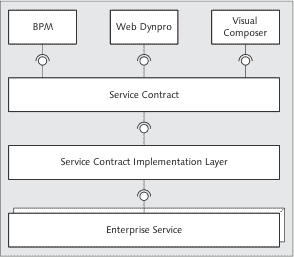 BPM
Web Dynpro
Visual
Composer
Service Contract
Service Contract Implementation Layer
Enterprise Service